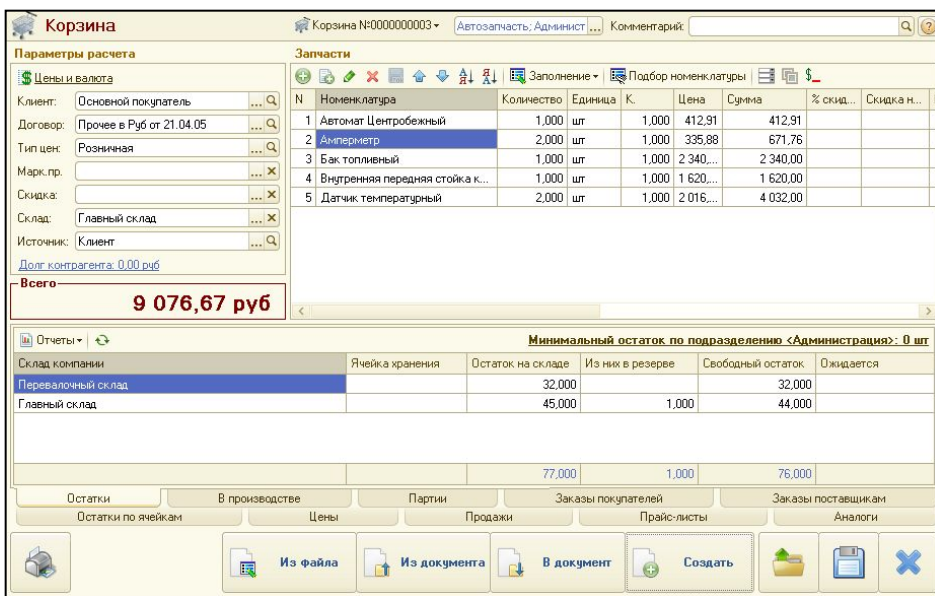 Корзина
Корзина №0000000003
Автозапчасть; Админист ...
Комментарий:
Параметры расчета
Цены и валюта
Клиент: Основной покупатель ...
Договор: Прочее в Руб от 21.04.05 ...
Тип цен: Розничная ...
Марк.пр. ...
Скидка: ...
Склад: Главный склад ...
Источник: Клиент ...
Долг контрагента: 0,00 руб
Всего
9 076,67 руб
Запчасти
Заполнение Подбор номенклатуры
N Номенклатура Количество Единица К. Цена Сумма % скид... Скидка н...
1 Автомат Центробежный 1,000 шт 1,000 412,91 412,91
2 Амперметр 2,000 шт 1,000 335,88 671,76
3 Бак топливный 1,000 шт 1,000 2 340,... 2 340,00
4 Внутренняя передняя стойка к... 1,000 шт 1,000 1 620,... 1 620,00
5 Датчик температурный 2,000 шт 1,000 2 016,... 4 032,00
Отчеты
Минимальный остаток по подразделению <Администрация>: 0 шт
Склад компании Ячейка хранения Остаток на складе Из них в резерве Свободный остаток Ожидается
Перевалочный склад 32,000 32,000
Главный склад 45,000 1,000 44,000
77,000 1,000 76,000
Остатки В производстве Партии Заказы покупателей Заказы поставщикам
Остатки по ячейкам Цены Продажи Прайс-листы Аналоги
Из файла Из документа В документ Создать